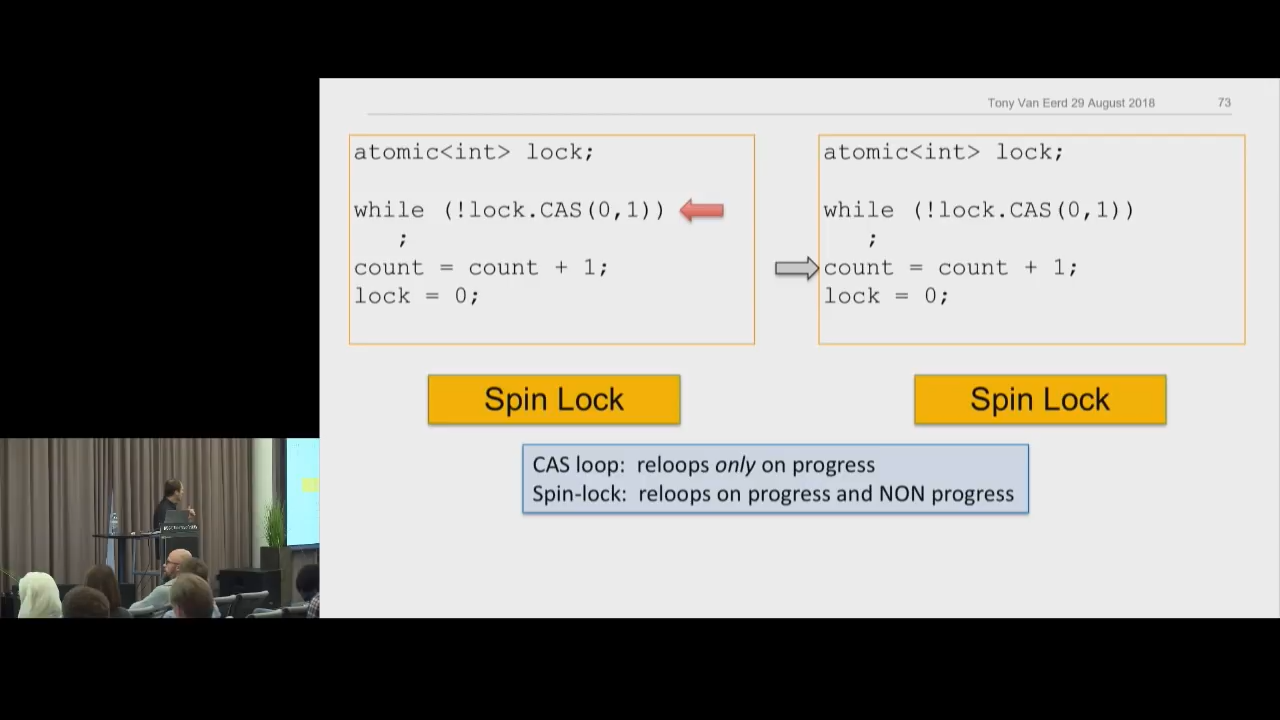 Tony Van Eerd 29 August 2018 73
atomic<int> lock;
while (!lock.CAS(0,1))
;
count = count + 1;
lock = 0;
atomic<int> lock;
while (!lock.CAS(0,1))
;
count = count + 1;
lock = 0;
Spin Lock
Spin Lock
CAS loop: reloops only on progress
Spin-lock: reloops on progress and NON progress